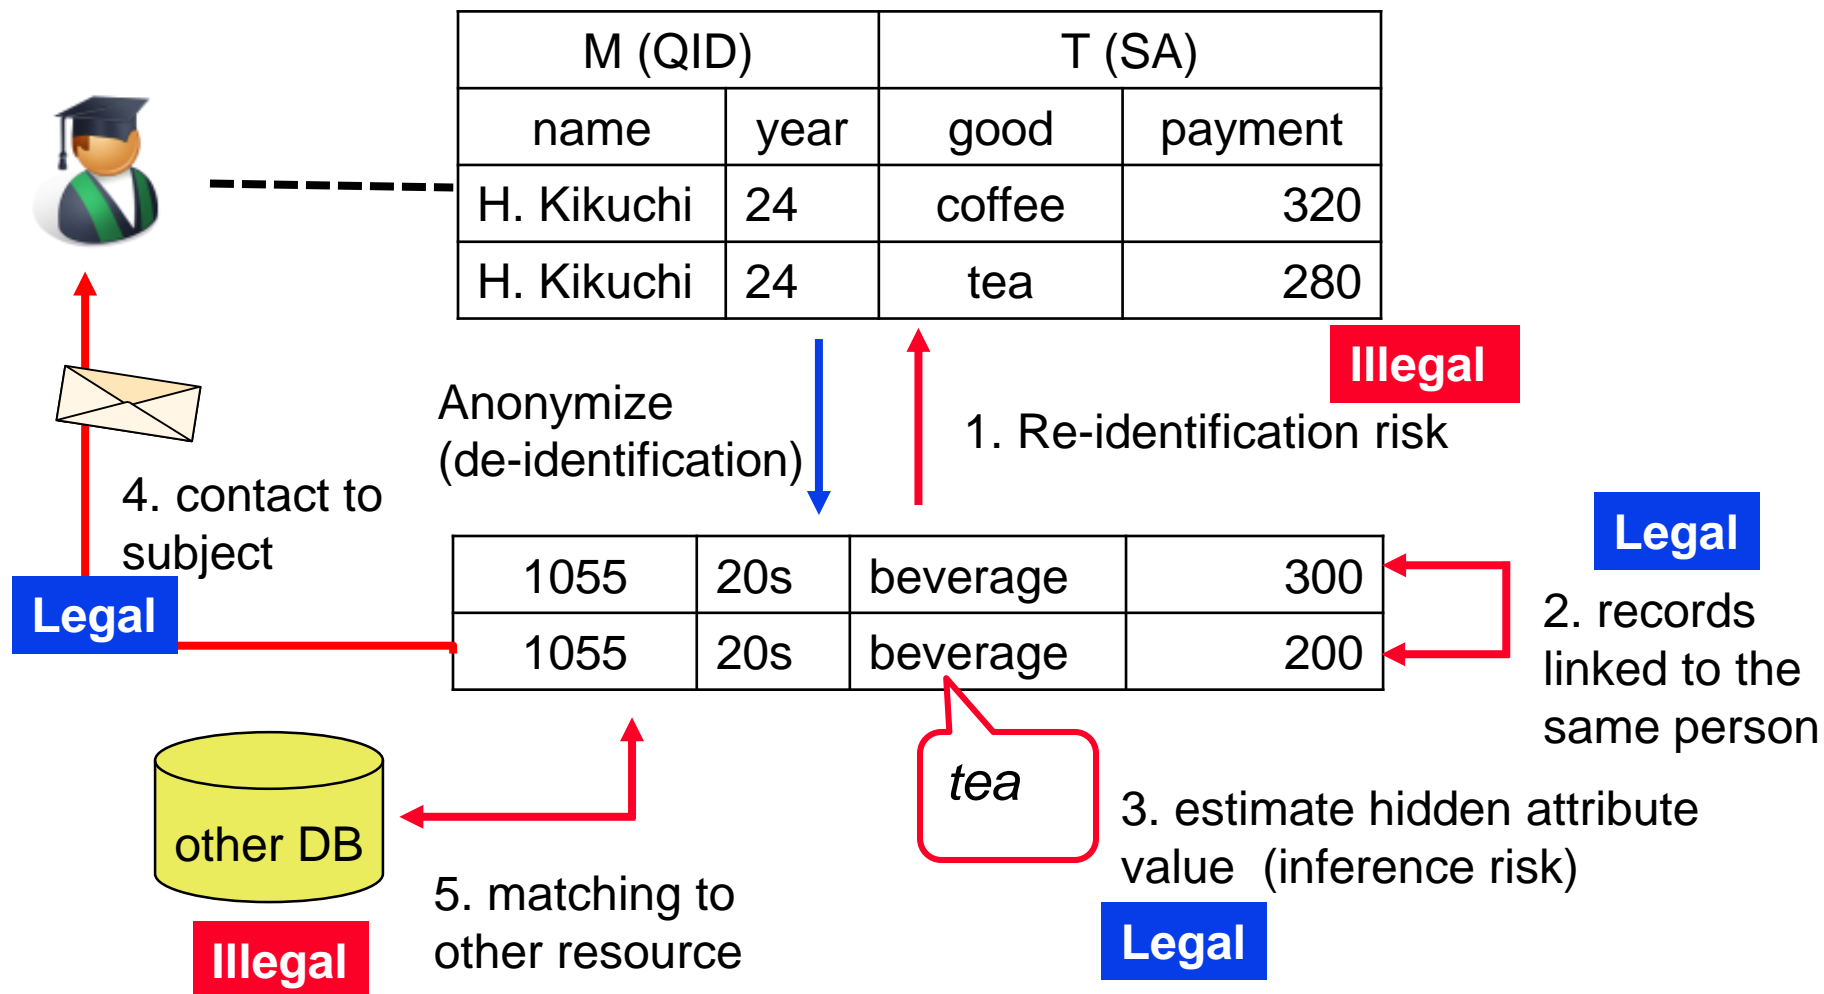 M (QID) T (SA)
name year good payment
H. Kikuchi 24 coffee 320
H. Kikuchi 24 tea 280
Illegal
Anonymize
(de-identification)
1. Re-identification risk
4. contact to
subject
Legal
Legal
1055 20s beverage 300
1055 20s beverage 200
2. records
linked to the
same person
tea
3. estimate hidden attribute
value (inference risk)
Legal
other DB
5. matching to
other resource
Illegal